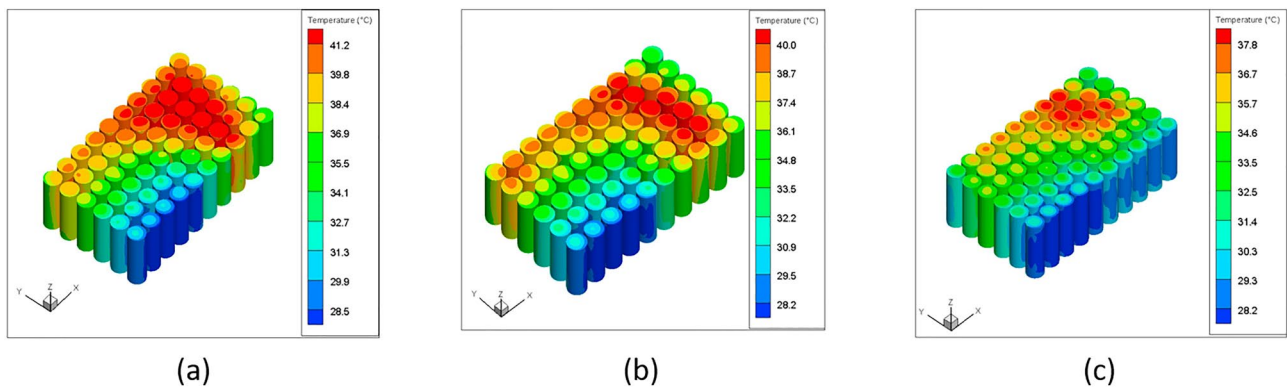 Temperature (°C)
41.2
39.8
38.4
36.9
35.5
34.1
32.7
31.3
29.9
28.5
Y
Z
X
(a)
Temperature (°C)
40.0
38.7
37.4
36.1
34.8
33.5
32.2
30.9
29.5
28.2
Y
Z
X
(b)
Temperature (°C)
37.8
36.7
35.7
34.6
33.5
32.5
31.4
30.3
29.3
28.2
Y
Z
X
(c)